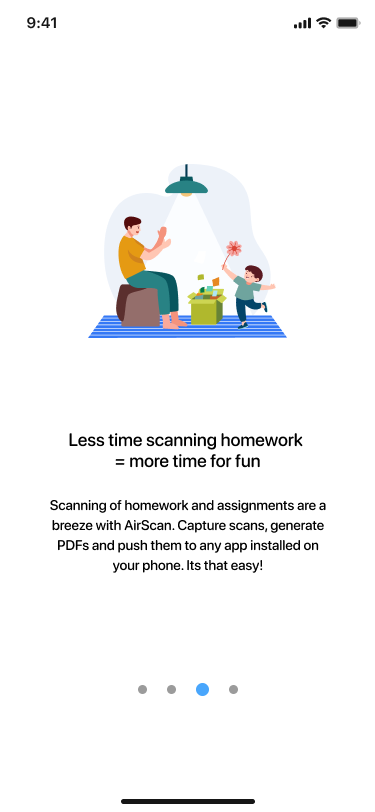 9:41
Less time scanning homework
= more time for fun
Scanning of homework and assignments are a
breeze with AirScan. Capture scans, generate
PDFs and push them to any app installed on
your phone. Its that easy!